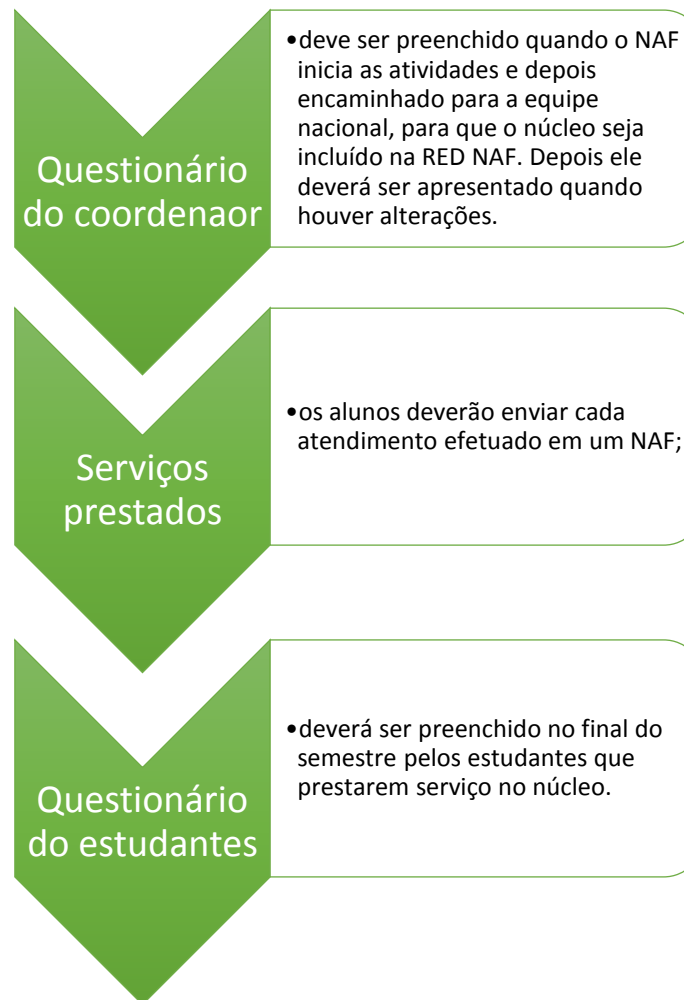 Questionário
do coordenaor
•deve ser preenchido quando o NAF
inicia as atividades e depois
encaminhado para a equipe
nacional, para que o núcleo seja
incluído na RED NAF. Depois ele
deverá ser apresentado quando
houver alterações.
Serviços
prestados
•os alunos deverão enviar cada
atendimento efetuado em um NAF;
Questionário
do estudantes
•deverá ser preenchido no final do
semestre pelos estudantes que
prestarem serviço no núcleo.